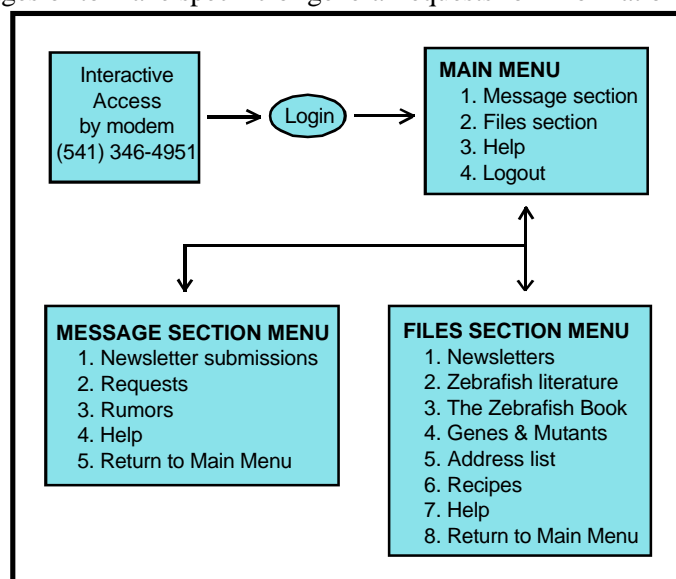 Interactive
Access
by modem
(541) 346-4951
Login
MAIN MENU
1. Message section
2. Files section
3. Help
4. Logout
MESSAGE SECTION MENU
1. Newsletter submissions
2. Requests
3. Rumors
4. Help
5. Return to Main Menu
FILES SECTION MENU
1. Newsletters
2. Zebrafish literature
3. The Zebrafish Book
4. Genes & Mutants
5. Address list
6. Recipes
7. Help
8. Return to Main Menu